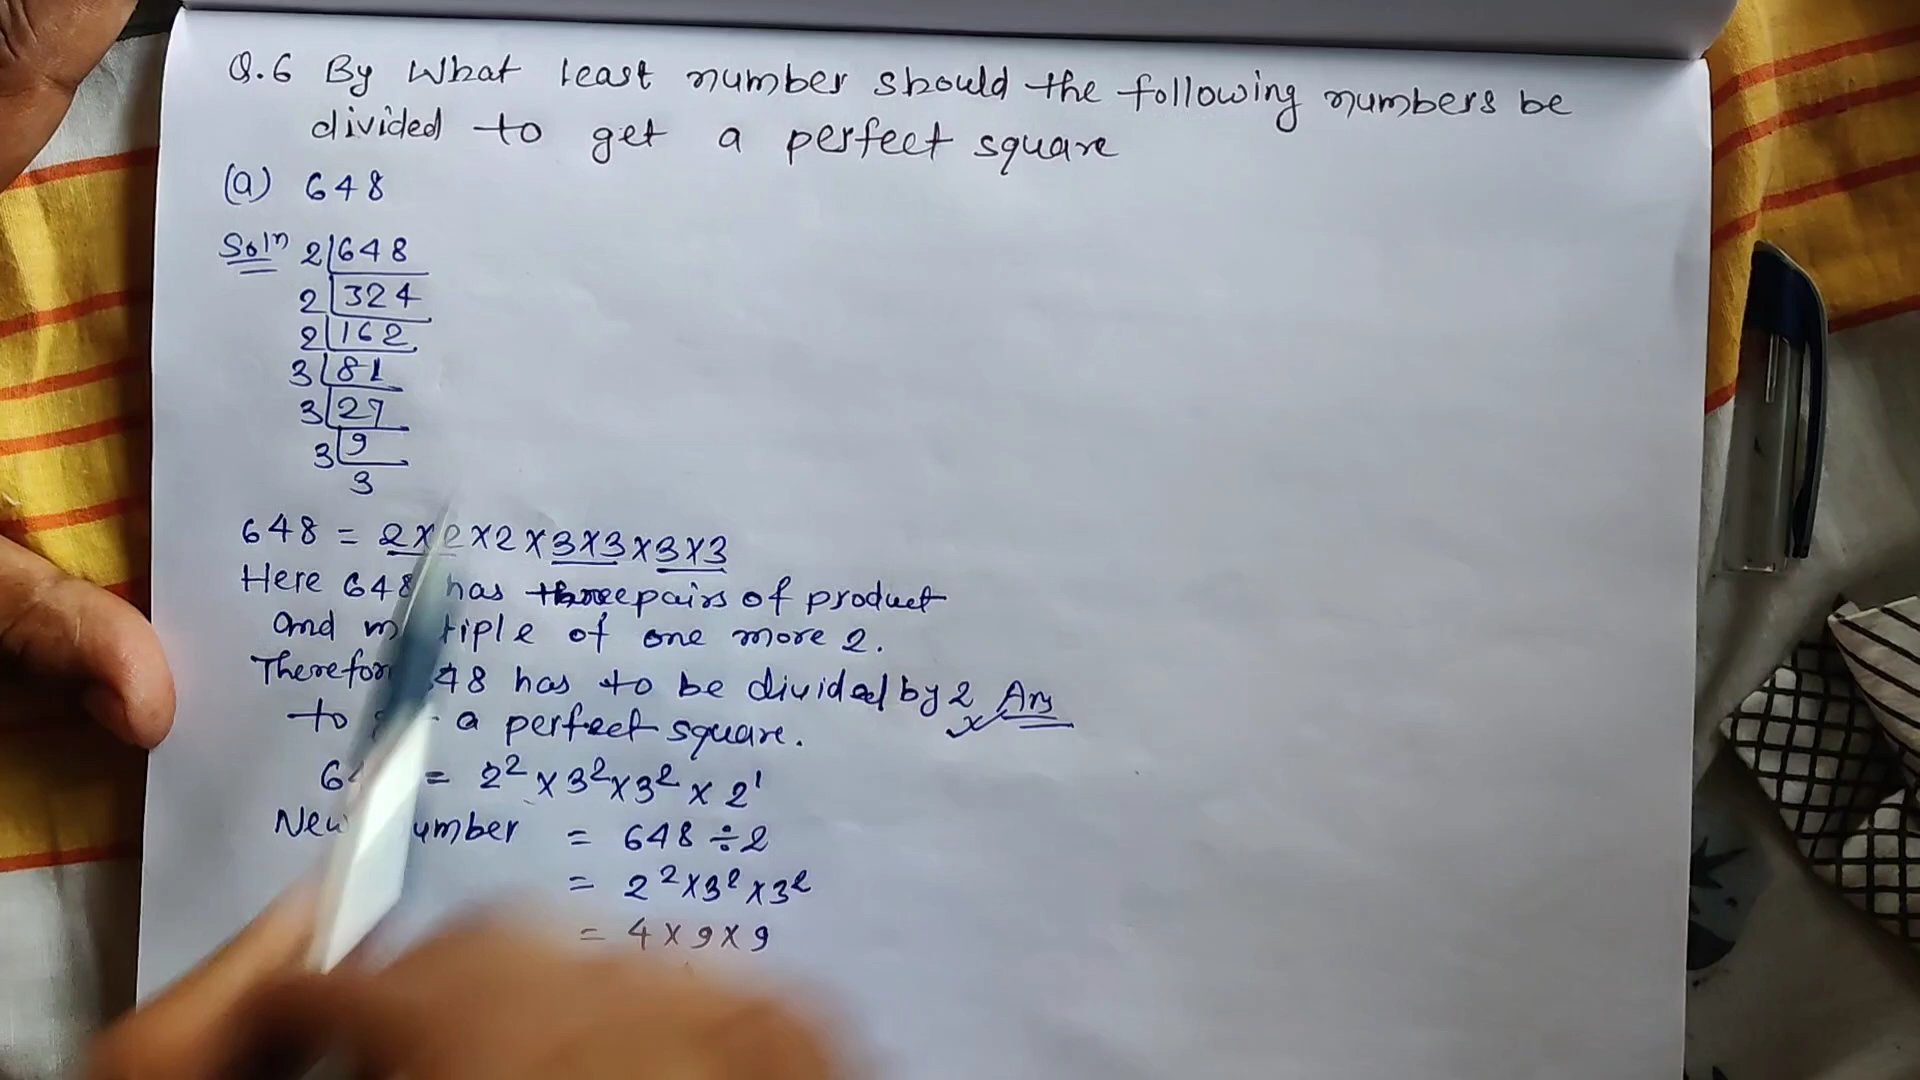 Q.6 By What least number should the following numbers be
divided to get a perfect square
(a) 648
Soln 2|648
2|324
2|162
3|81
3|27
3|9
3
648 = 2×2×2×3×3×3×3
Here 648 has three pairs of product
and tiple of one more 2.
48 has to be divided by 2 Ans
to a perfect square.
= 2² × 3² × 3² × 2¹
umber = 648 ÷ 2
= 2² × 3² × 3²
= 4 × 9 × 9